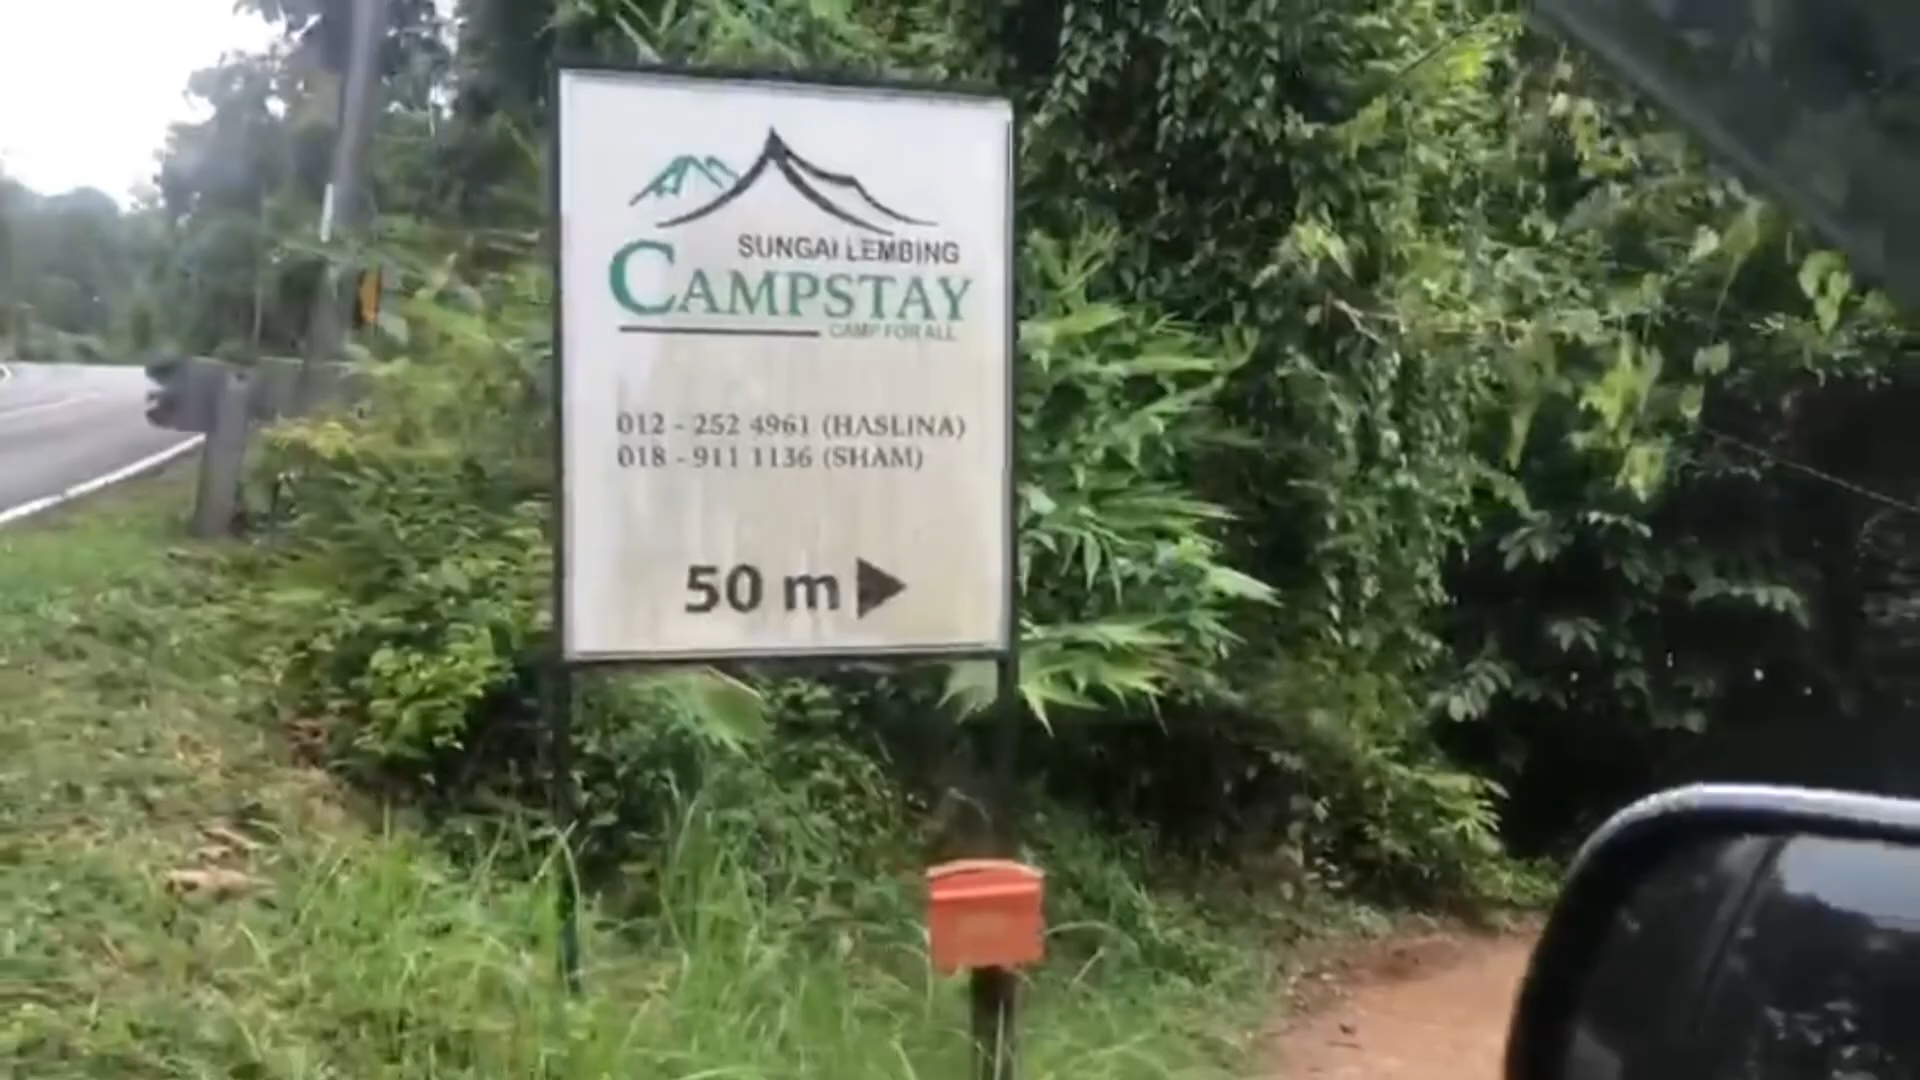 SUNGAI LEMBING
CAMPSTAY
CAMP FOR ALL
012 - 252 4961 (HASLINA)
018 - 911 1136 (SHAM)
50 m